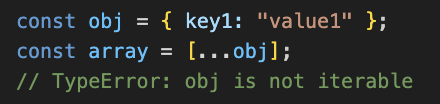 const obj = { key1: "value1" };
const array = [...obj];
// TypeError: obj is not iterable